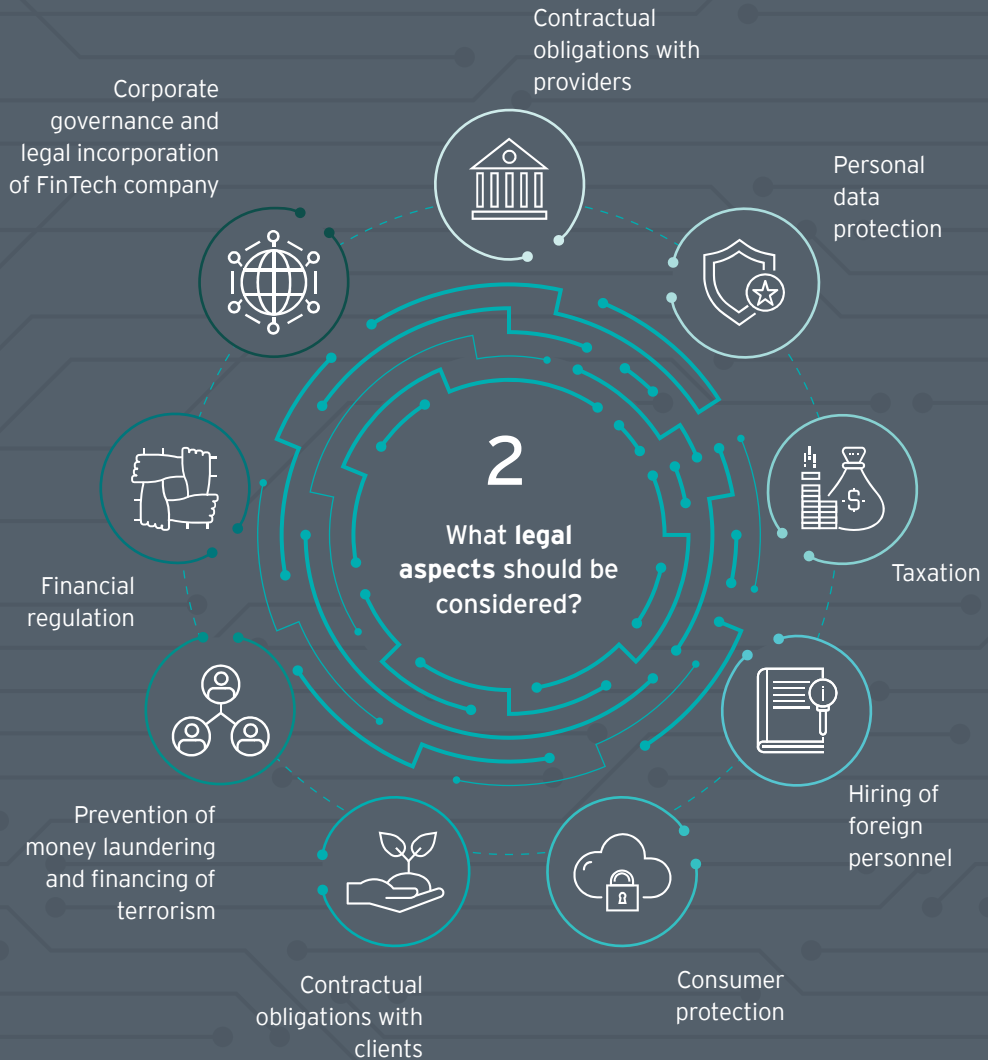 Contractual
obligations with
providers
Corporate
governance and
legal incorporation
of FinTech company
Personal
data
protection
2
What legal
aspects should be
considered?
Taxation
Financial
regulation
Hiring of
foreign
personnel
Prevention of
money laundering
and financing of
terrorism
Consumer
protection
Contractual
obligations with
clients